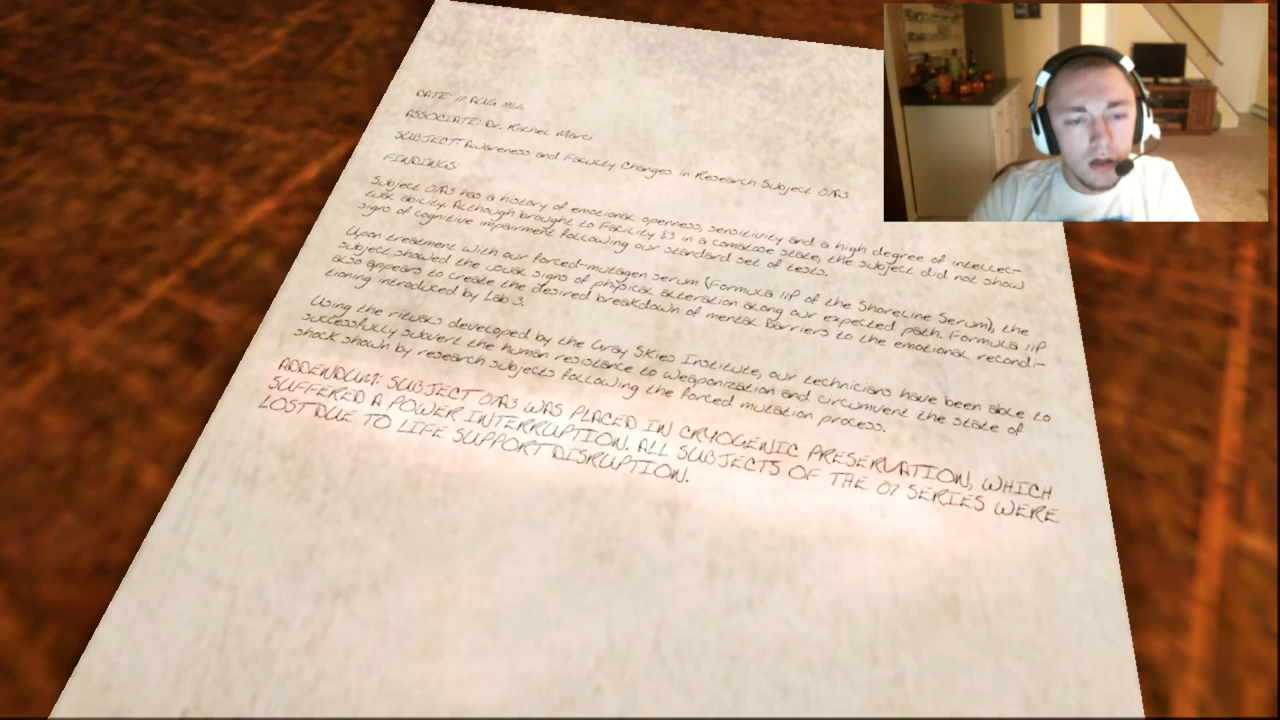 DATE: 11 AUG 1966
ASSOCIATE: Dr. Rachel Marci
SUBJECT: Awareness and Faculty Changes in Research Subject 07A3
FINDINGS:
Subject 07A3 has a history of emotional openness, sensitivity and a high degree of intellec-
tual ability. Although brought to Facility 83 in a comatose state, the subject did not show
signs of cognitive impairment following our standard set of tests.
Upon treatment with our forced-mutagen serum (Formula 11P of the Shoreline Serum), the
subject showed the usual signs of physical alteration along our expected path. Formula 11P
also appears to create the desired breakdown of mental barriers to the emotional recondi-
tioning introduced by Lab 3.
Using the rituals developed by the Gray Skies Institute, our technicians have been able to
successfully subvert the human resistance to weaponization and circumvent the state of
shock shown by research subjects following the forced mutation process.
ADDENDUM: SUBJECT 07A3 WAS PLACED IN CRYOGENIC PRESERVATION, WHICH
SUFFERED A POWER INTERRUPTION. ALL SUBJECTS OF THE 07 SERIES WERE
LOST DUE TO LIFE SUPPORT DISRUPTION.